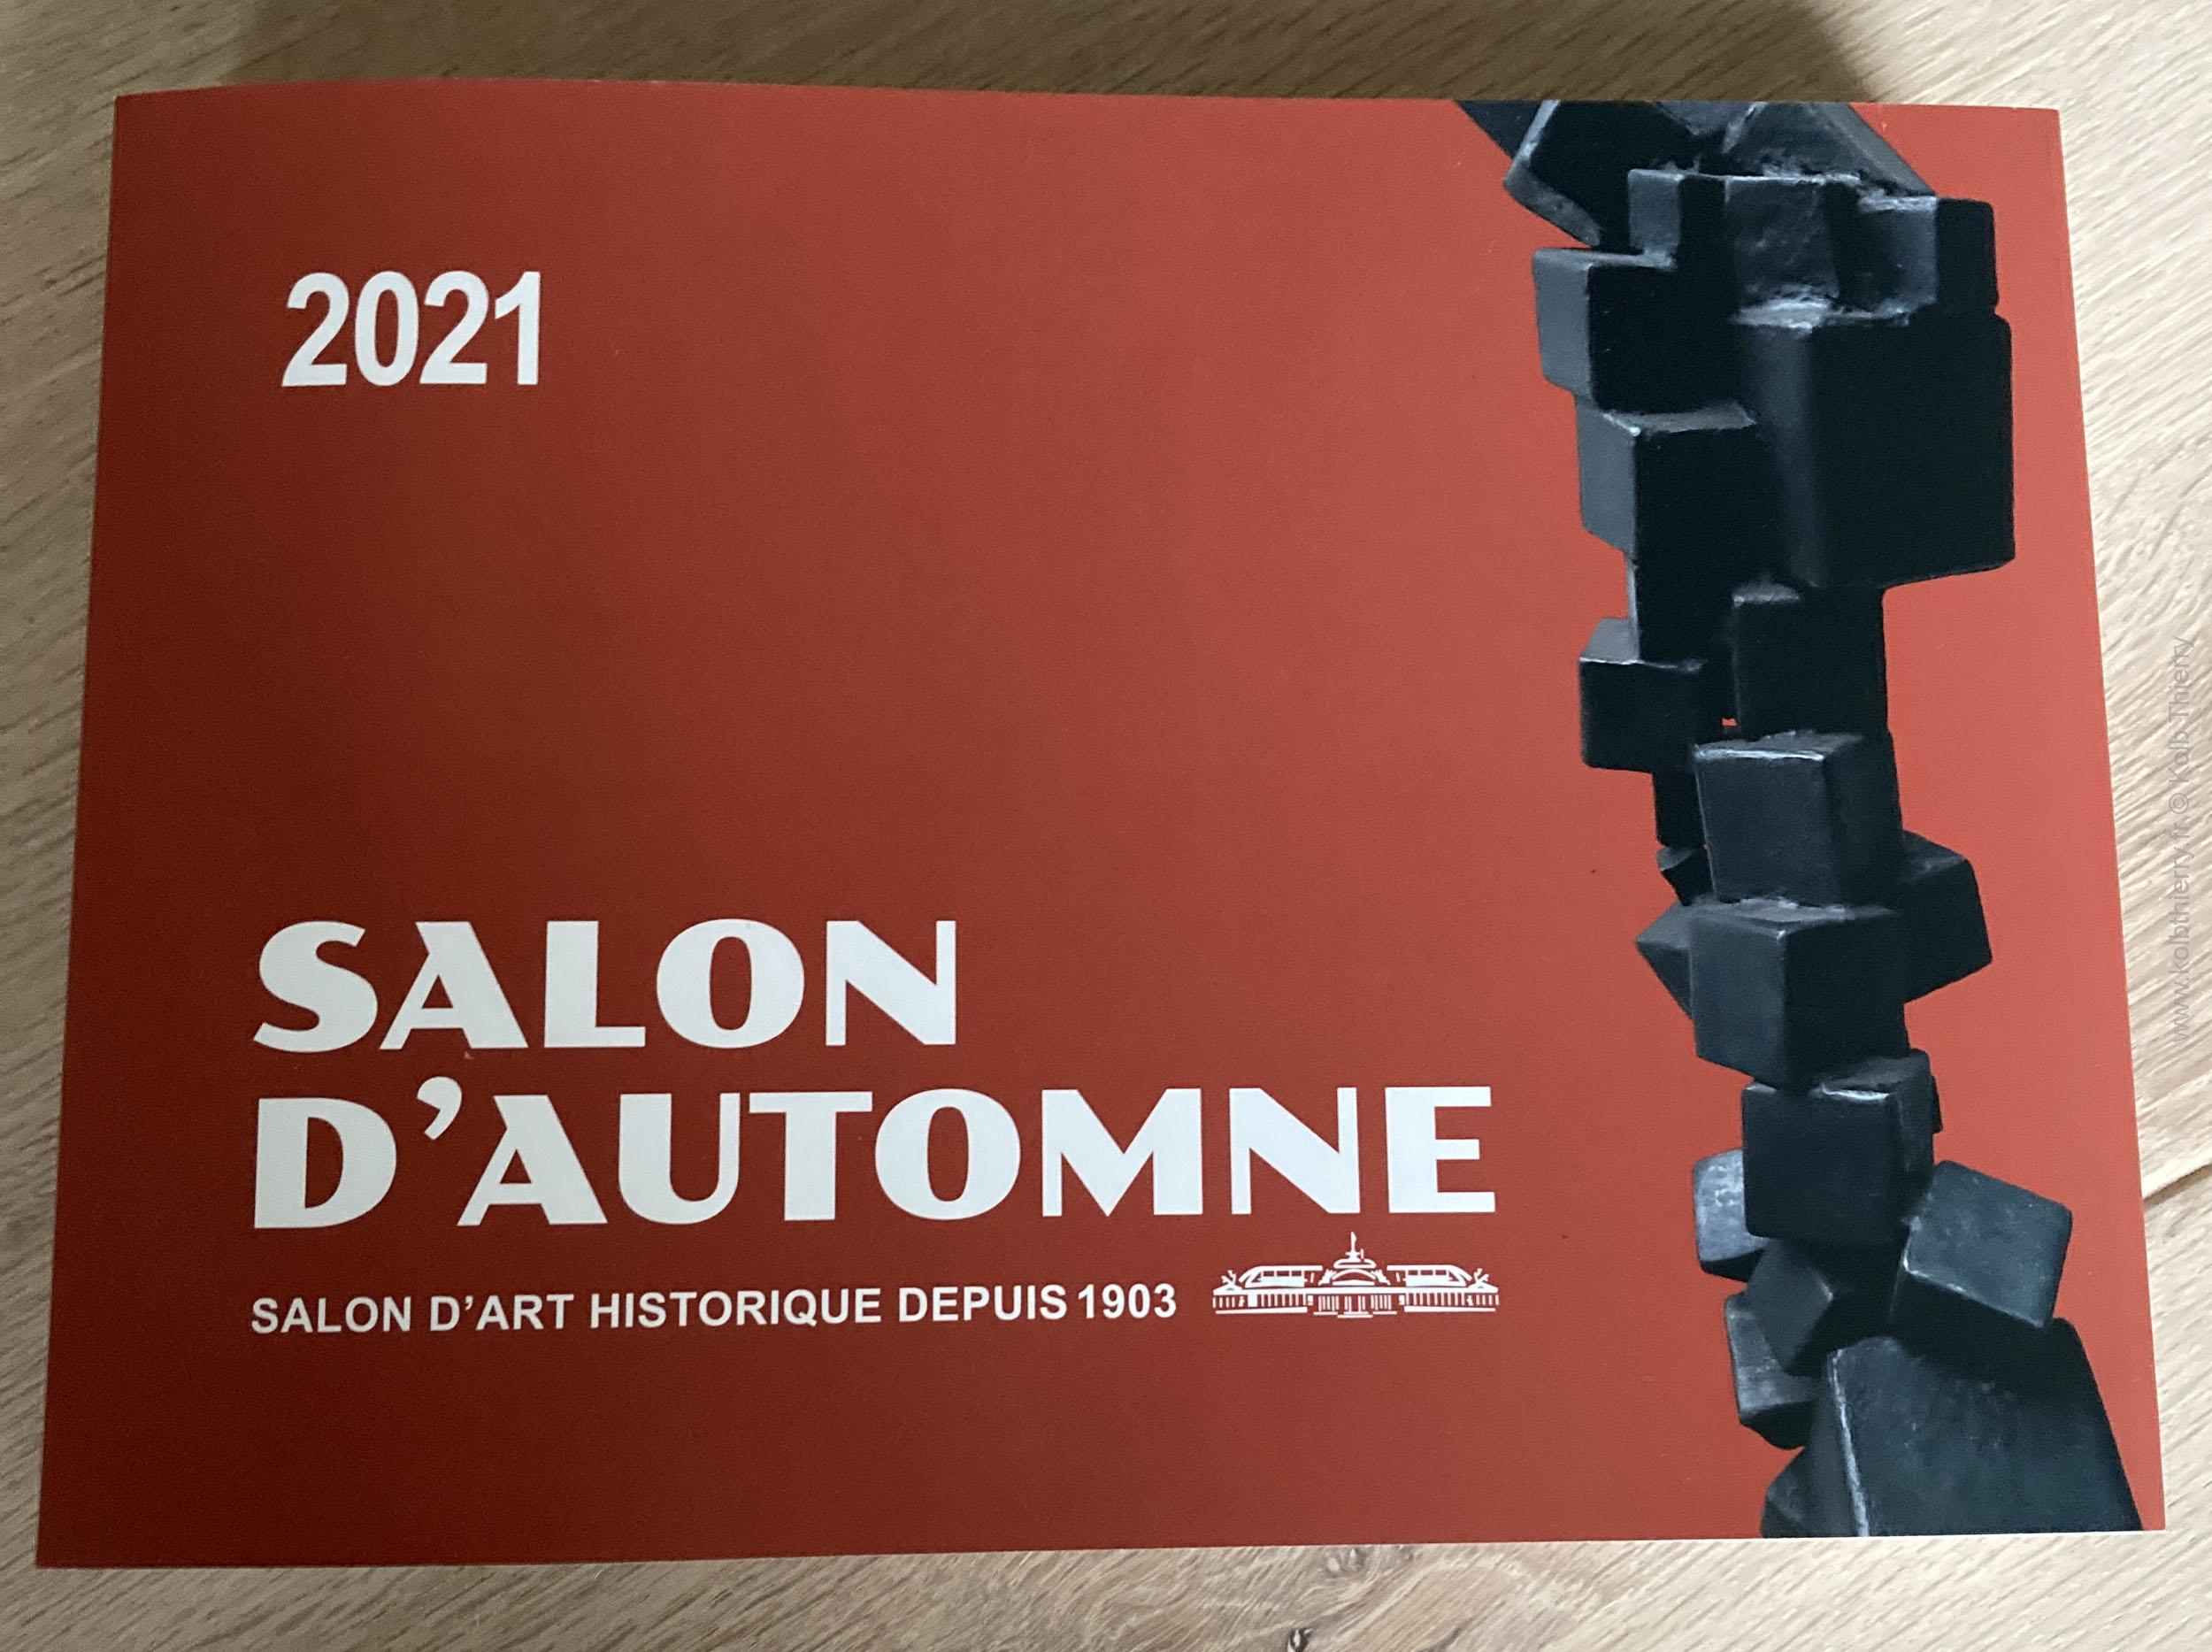 2021
SALON
D’AUTOMNE
SALON D’ART HISTORIQUE DEPUIS 1903
www.kolbthierry.fr © Kolb Thierry